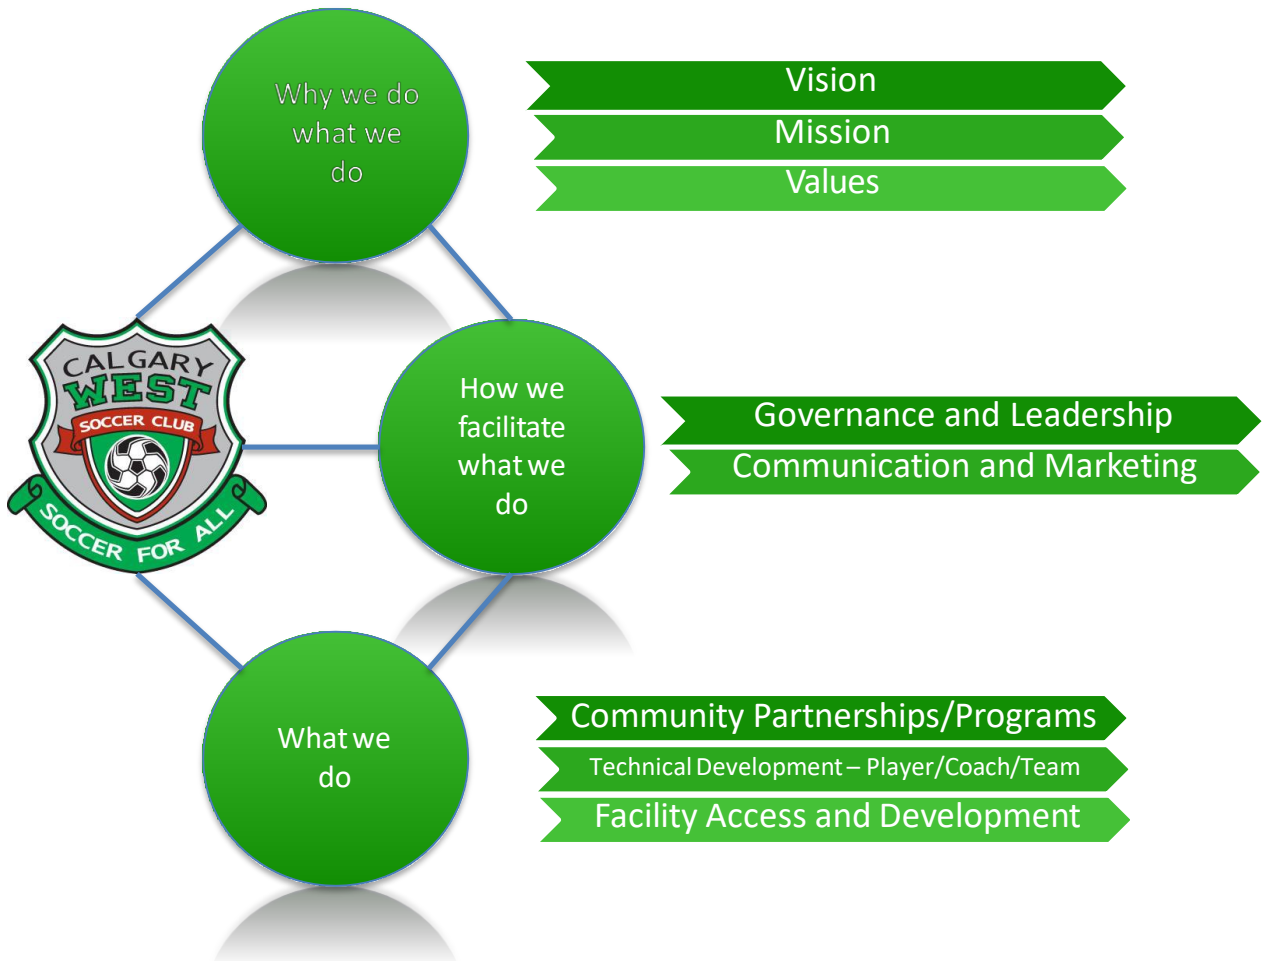 Why we do
what we
do
Vision
Mission
Values
CALGARY
WEST
SOCCER CLUB
SOCCER FOR ALL
How we
facilitate
what we
do
Governance and Leadership
Communication and Marketing
What we
do
Community Partnerships/Programs
Technical Development – Player/Coach/Team
Facility Access and Development